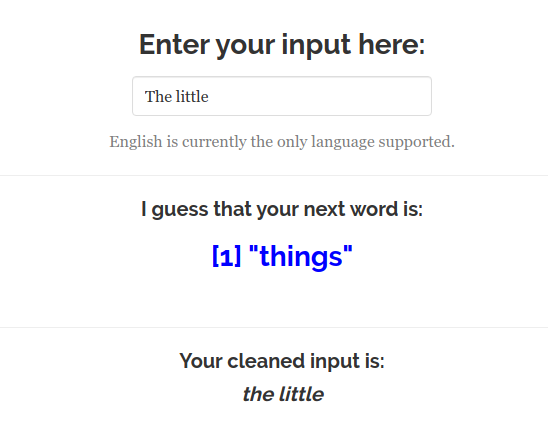 Enter your input here:
The little
English is currently the only language supported.
I guess that your next word is:
[1] "things"
Your cleaned input is:
the little